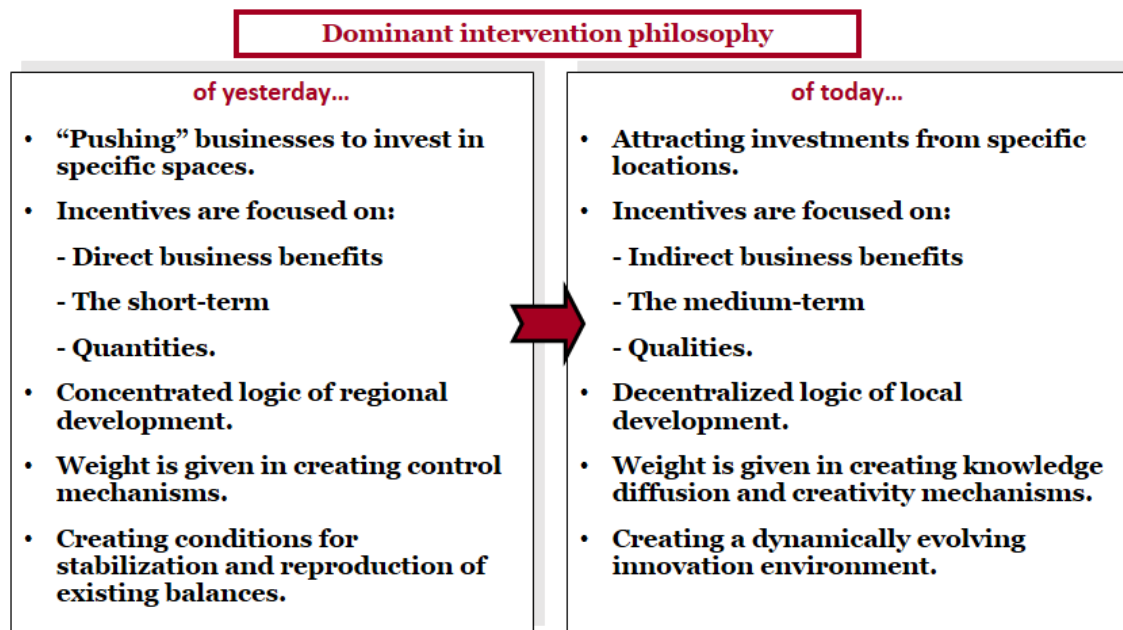 Dominant intervention philosophy
of yesterday...
• “Pushing” businesses to invest in
specific spaces.
• Incentives are focused on:
- Direct business benefits
- The short-term
- Quantities.
• Concentrated logic of regional
development.
• Weight is given in creating control
mechanisms.
• Creating conditions for
stabilization and reproduction of
existing balances.
of today...
• Attracting investments from specific
locations.
• Incentives are focused on:
- Indirect business benefits
- The medium-term
- Qualities.
• Decentralized logic of local
development.
• Weight is given in creating knowledge
diffusion and creativity mechanisms.
• Creating a dynamically evolving
innovation environment.